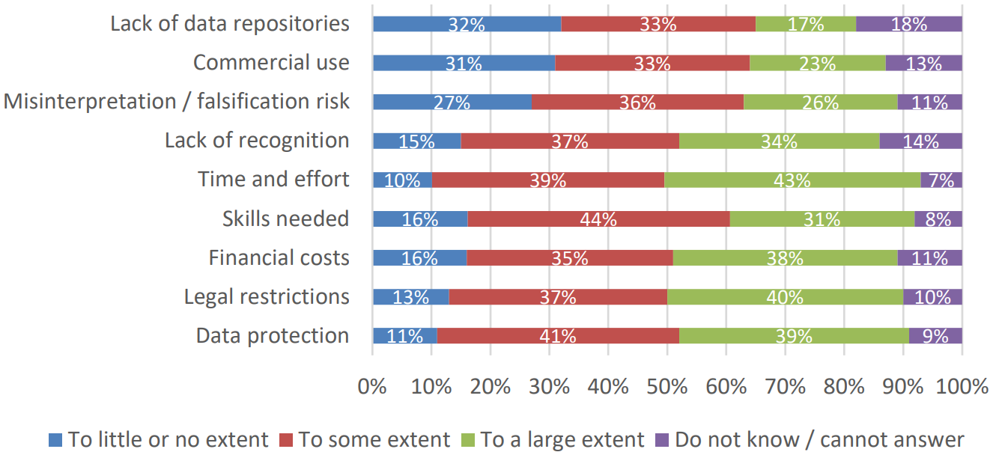 Lack of data repositories 32% 33% 17% 18%
Commercial use 31% 33% 23% 13%
Misinterpretation / falsification risk 27% 36% 26% 11%
Lack of recognition 15% 37% 34% 14%
Time and effort 10% 39% 43% 7%
Skills needed 16% 44% 31% 8%
Financial costs 16% 35% 38% 11%
Legal restrictions 13% 37% 40% 10%
Data protection 11% 41% 39% 9%
0% 10% 20% 30% 40% 50% 60% 70% 80% 90% 100%
To little or no extent To some extent To a large extent Do not know / cannot answer